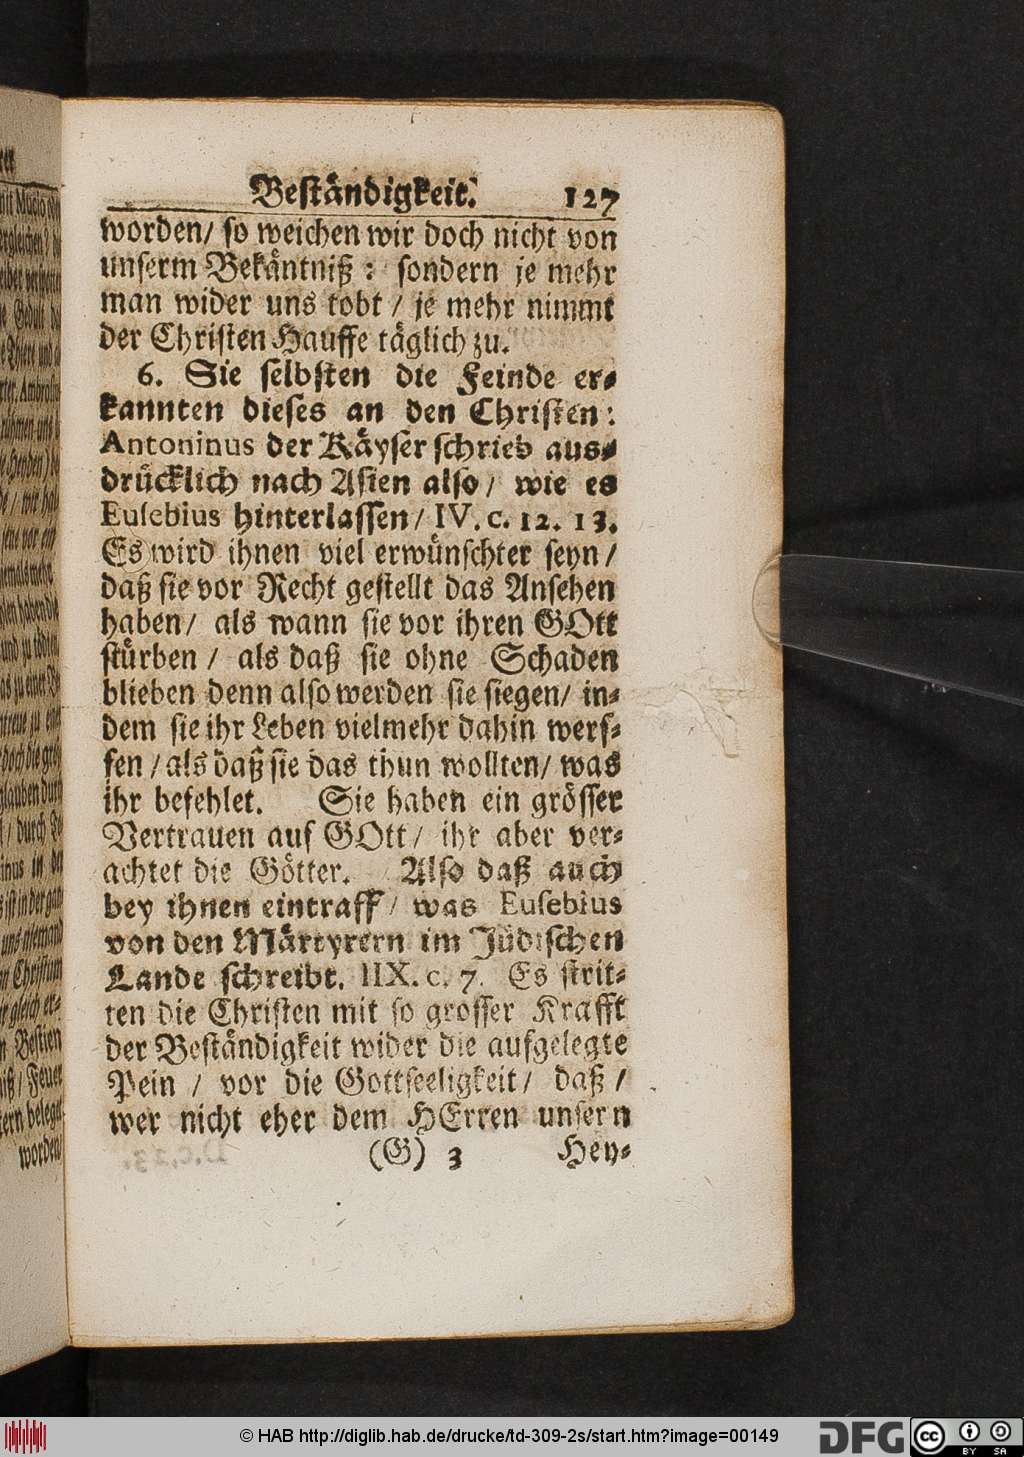 Beständigkeit. 127
worden/ so weichen wir doch nicht von
unserm Bekäntniß: sondern je mehr
man wider uns tobt / je mehr nimmt
der Christen Hauffe täglich zu.
6. Sie selbsten die Feinde er-
kannten dieses an den Christen:
Antoninus der Käyser schrieb aus-
drücklich nach Asien also/ wie es
Eusebius hinterlassen/ IV. c. 12. 13.
Es wird ihnen viel erwünschter seyn /
daß sie vor Recht gestellt das Ansehen
haben/ als wann sie vor ihren GOtt
stürben / als daß sie ohne Schaden
blieben denn also werden sie siegen/ in-
dem sie ihr Leben vielmehr dahin werf-
fen / als daß sie das thun wollten/ was
ihr befehlet. Sie haben ein grösser
Vertrauen auf GOtt/ ihr aber ver-
achtet die Götter. Also daß auch
bey ihnen eintraff/ was Eusebius
von den Märtyrern im Jüdischen
Lande schreibt. IIX. c. 7. Es strit-
ten die Christen mit so grosser Krafft
der Beständigkeit wider die aufgelegte
Pein / vor die Gottseeligkeit/ daß /
wer nicht eher dem HErren unsern
(G) 3 Hey-
© HAB http://diglib.hab.de/drucke/td-309-2s/start.htm?image=00149
DFG
cc BY SA